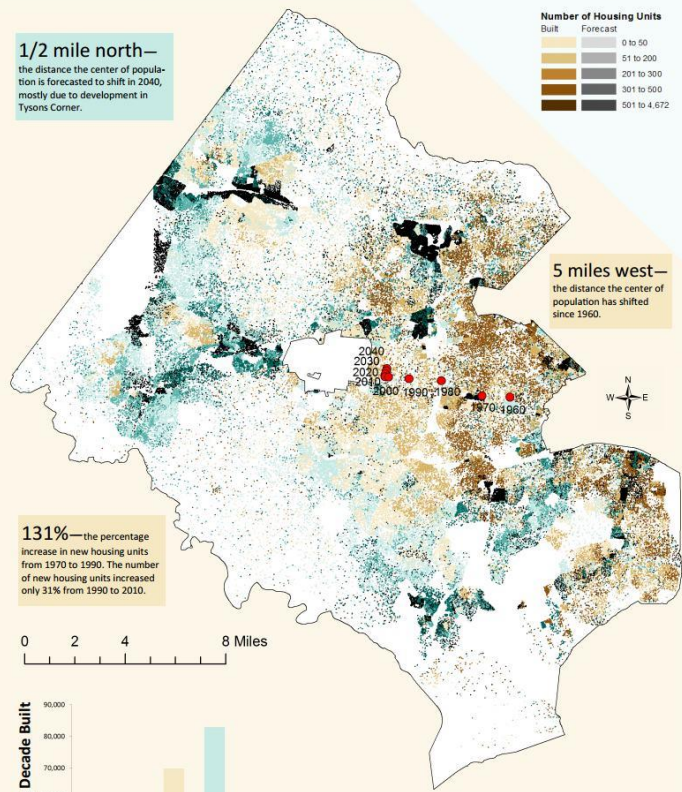 1/2 mile north—
the distance the center of popula-
tion is forecasted to shift in 2040,
mostly due to development in
Tysons Corner.
Number of Housing Units
Built Forecast
0 to 50
51 to 200
201 to 300
301 to 500
501 to 4,672
5 miles west—
the distance the center of
population has shifted
since 1960.
2040
2030
2020
2010
2000
1990
1980
1970
1960
N
W E
S
131%—the percentage
increase in new housing units
from 1970 to 1990. The number
of new housing units increased
only 31% from 1990 to 2010.
0 2 4 8 Miles
Decade Built
90,000
80,000
70,000